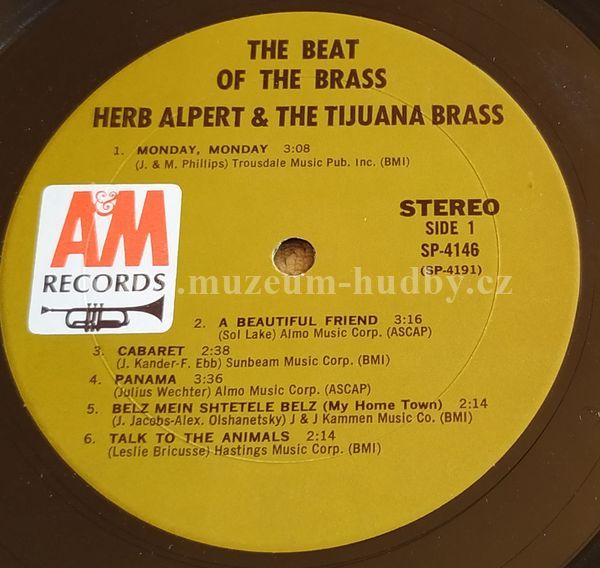 THE BEAT
OF THE BRASS
HERB ALPERT & THE TIJUANA BRASS
1. MONDAY, MONDAY 3:08
(J. & M. Phillips) Trousdale Music Pub. Inc. (BMI)
A&M
RECORDS
STEREO
SIDE 1
SP-4146
(SP-4191)
www.muzeum-hudby.cz
2. A BEAUTIFUL FRIEND 3:16
(Sol Lake) Almo Music Corp. (ASCAP)
3. CABARET 2:38
(J. Kander-F. Ebb) Sunbeam Music Corp. (BMI)
4. PANAMA 3:36
(Julius Wechter) Almo Music Corp. (ASCAP)
5. BELZ MEIN SHTETELE BELZ (My Home Town) 2:14
(J. Jacobs-Alex. Olshanetsky) J & J Kammen Music Co. (BMI)
6. TALK TO THE ANIMALS 2:14
(Leslie Bricusse) Hastings Music Corp. (BMI)